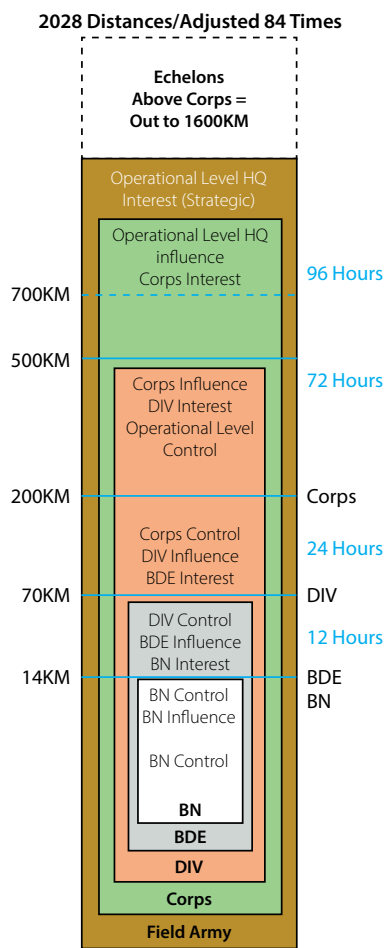 2028 Distances/Adjusted 84 Times
Echelons
Above Corps =
Out to 1600KM
Operational Level HQ
Interest (Strategic)
Operational Level HQ
influence
Corps Interest
96 Hours
700KM
500KM
72 Hours
Corps Influence
DIV Interest
Operational Level
Control
200KM
Corps
Corps Control
DIV Influence
BDE Interest
24 Hours
70KM
DIV
DIV Control
BDE Influence
BN Interest
12 Hours
14KM
BDE
BN
BN Control
BN Influence
BN Control
BN
BDE
DIV
Corps
Field Army